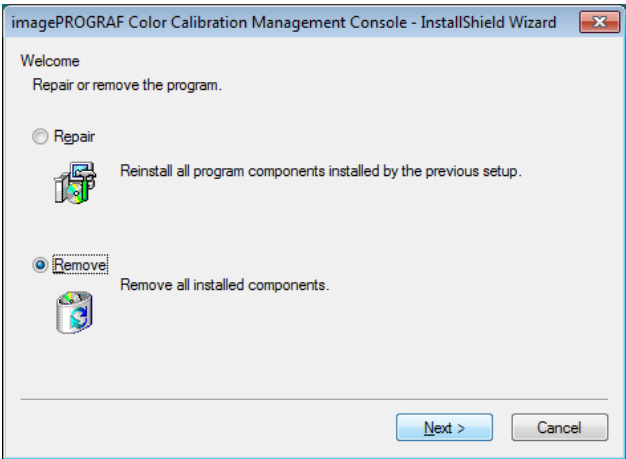 imagePROGRAF Color Calibration Management Console - InstallShield Wizard
Welcome
Repair or remove the program.
Repair
Reinstall all program components installed by the previous setup.
Remove
Remove all installed components.
Next >
Cancel